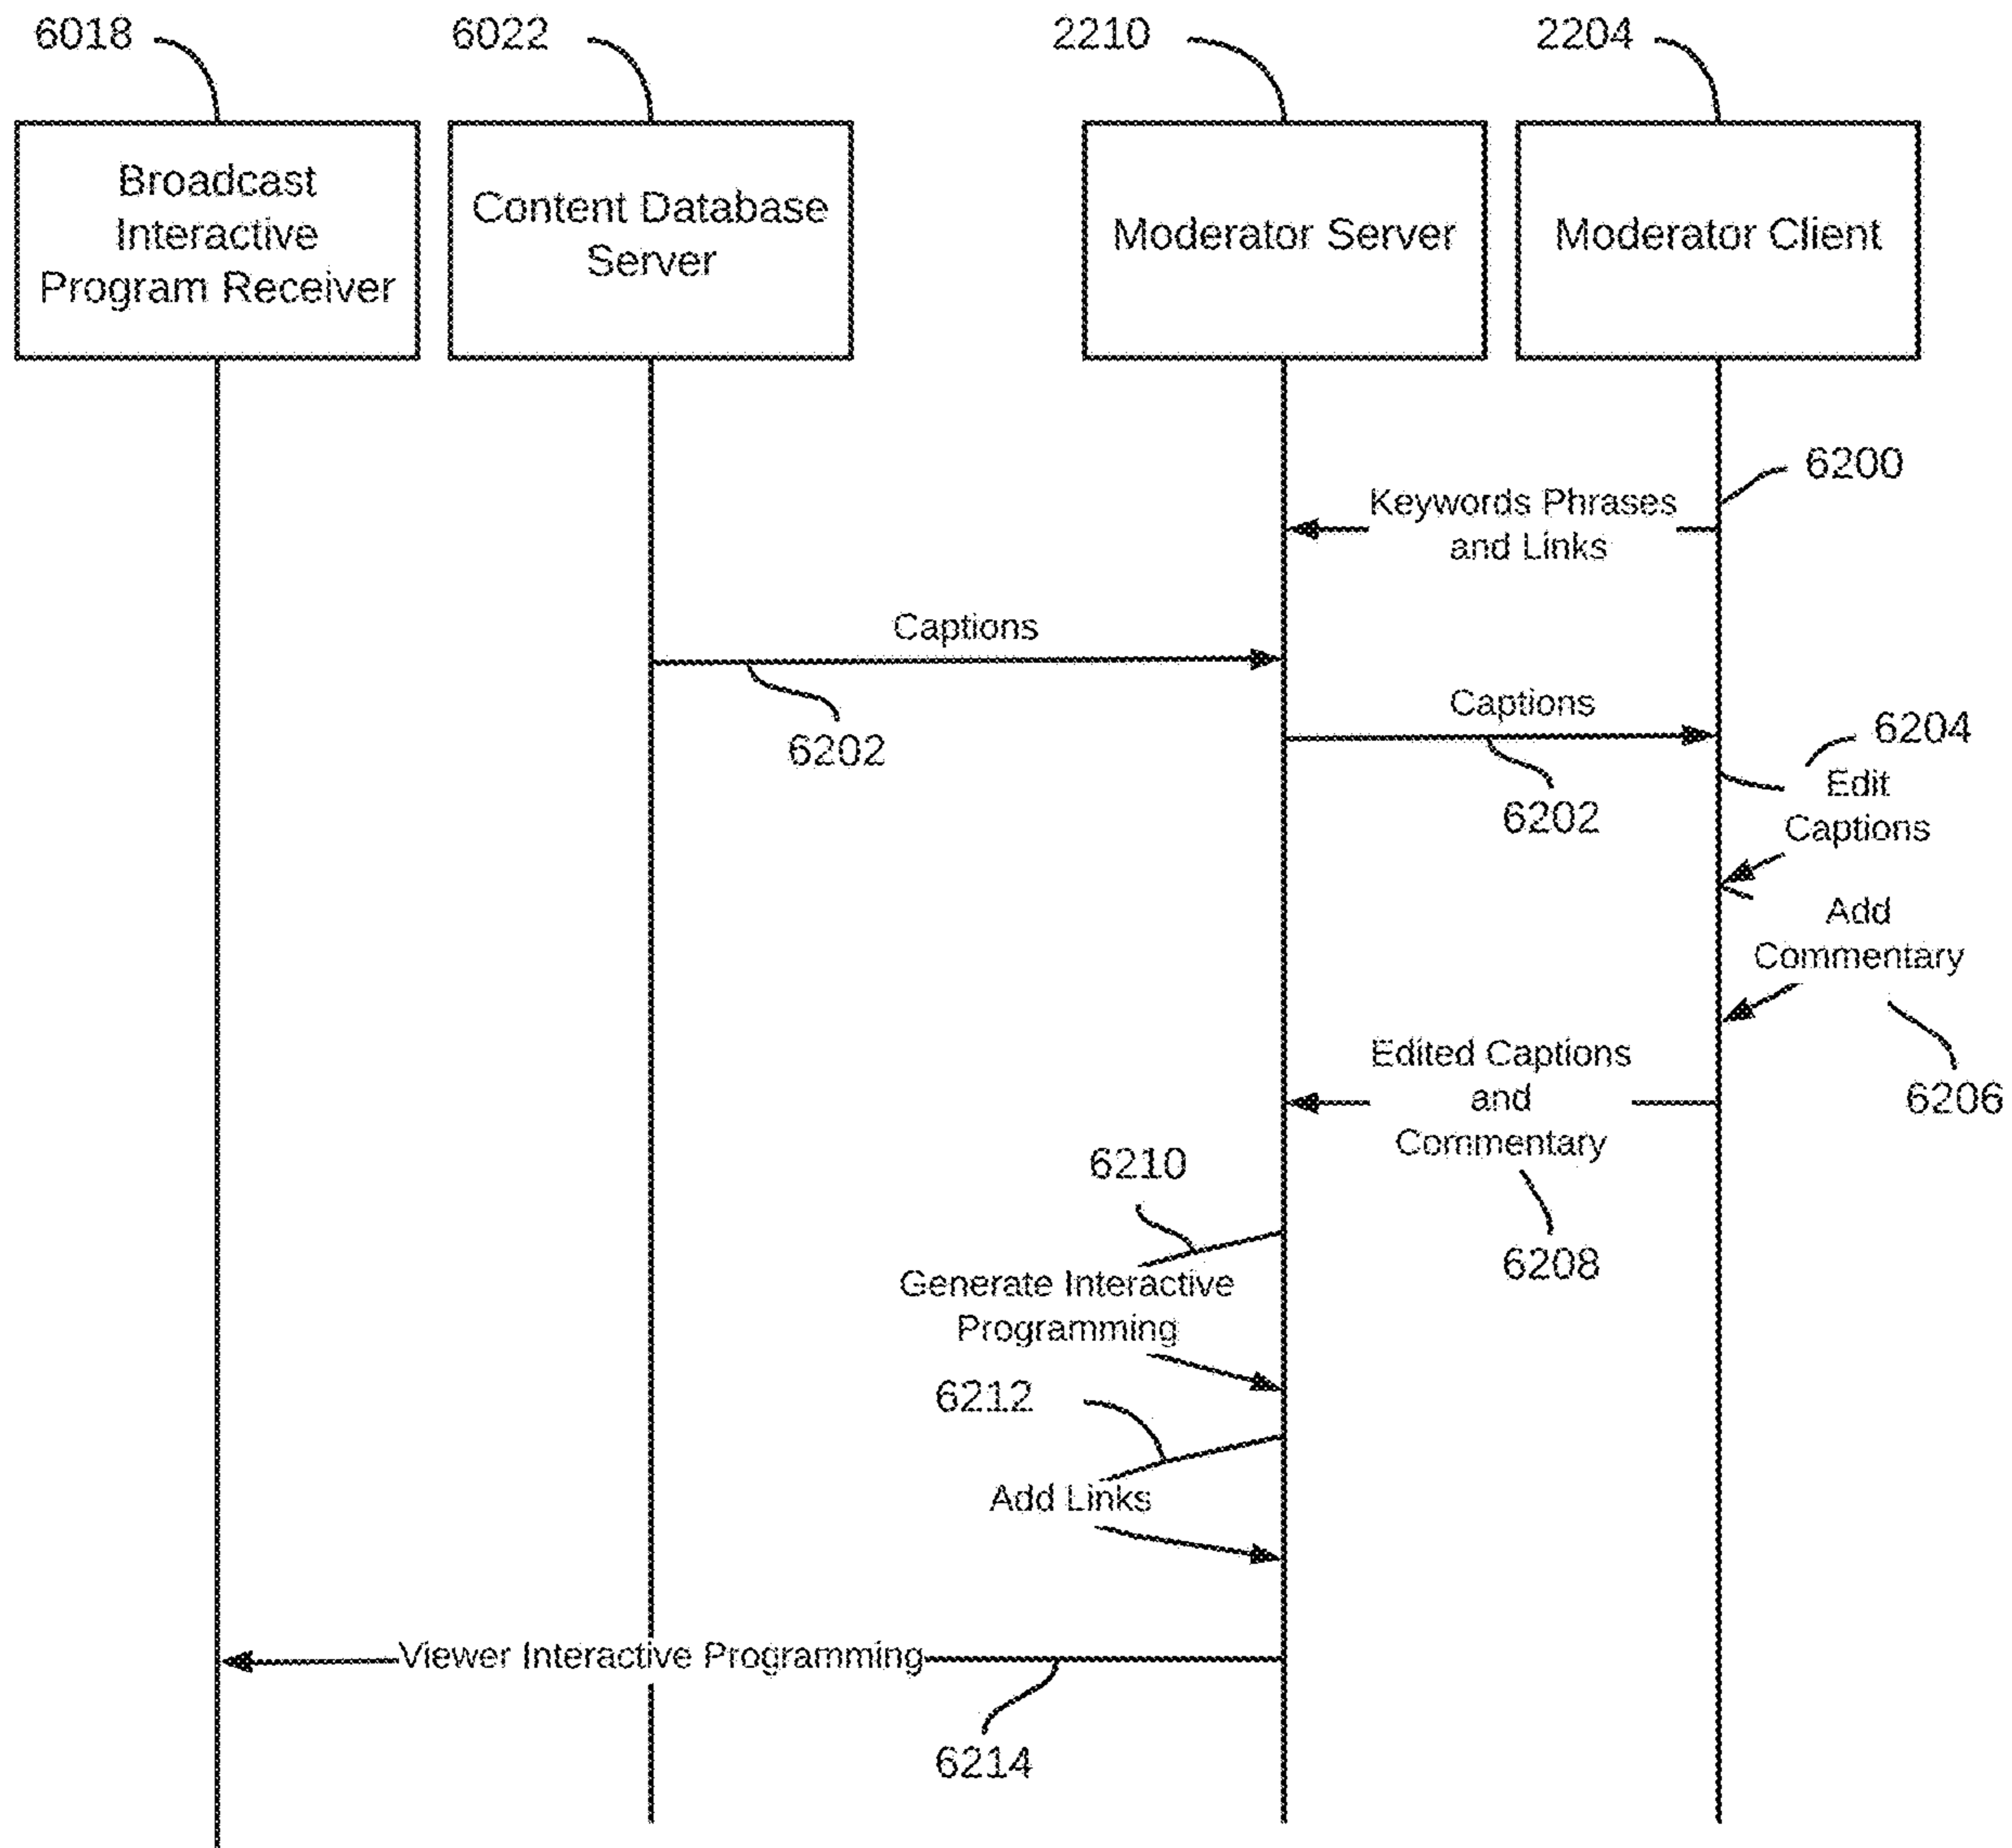 6018
6022
2210
2204
Broadcast
Interactive
Program Receiver
Content Database
Server
Moderator Server
Moderator Client
6200
Keywords Phrases
and Links
Captions
6202
Captions
6202
6204
Edit
Captions
Add
Commentary
6206
Edited Captions
and
Commentary
6208
6210
Generate Interactive
Programming
6212
Add Links
Viewer Interactive Programming
6214